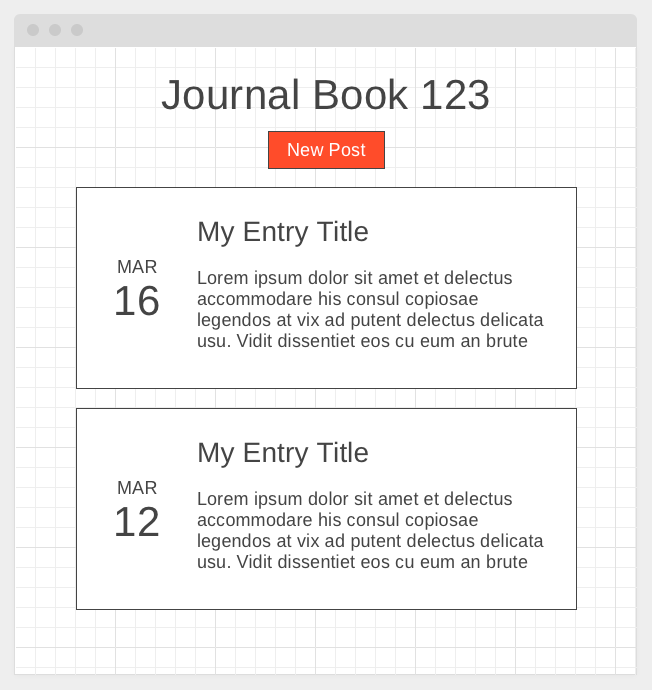 Journal Book 123
New Post
My Entry Title
MAR
16
Lorem ipsum dolor sit amet et delectus
accommodare his consul copiosae
legendos at vix ad putent delectus delicata
usu. Vidit dissentiet eos cu eum an brute
My Entry Title
MAR
12
Lorem ipsum dolor sit amet et delectus
accommodare his consul copiosae
legendos at vix ad putent delectus delicata
usu. Vidit dissentiet eos cu eum an brute